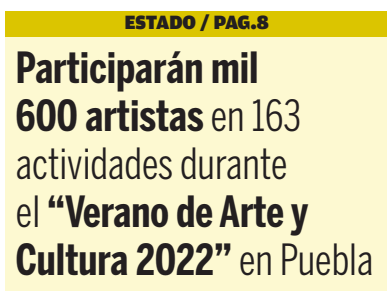 ESTADO / PAG.8
Participarán mil
600 artistas en 163
actividades durante
el “Verano de Arte y
Cultura 2022” en Puebla